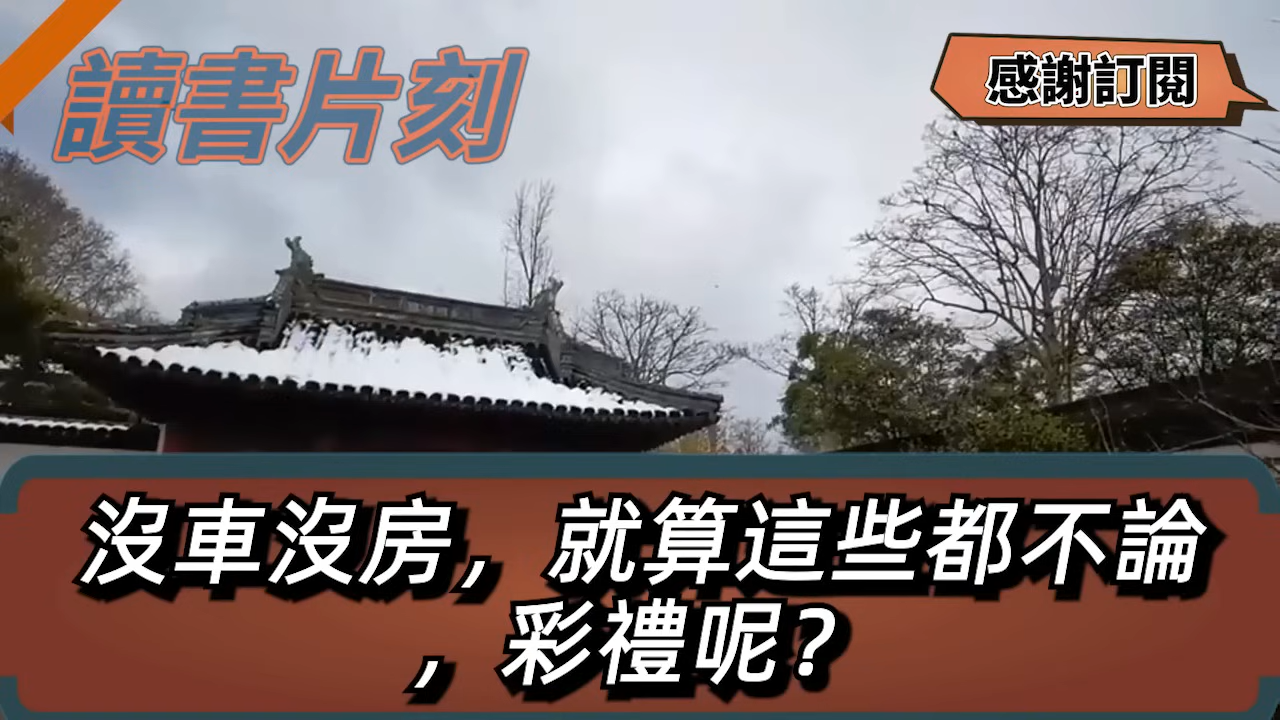 讀書片刻
感謝訂閱
沒車沒房，就算這些都不論
，彩禮呢？